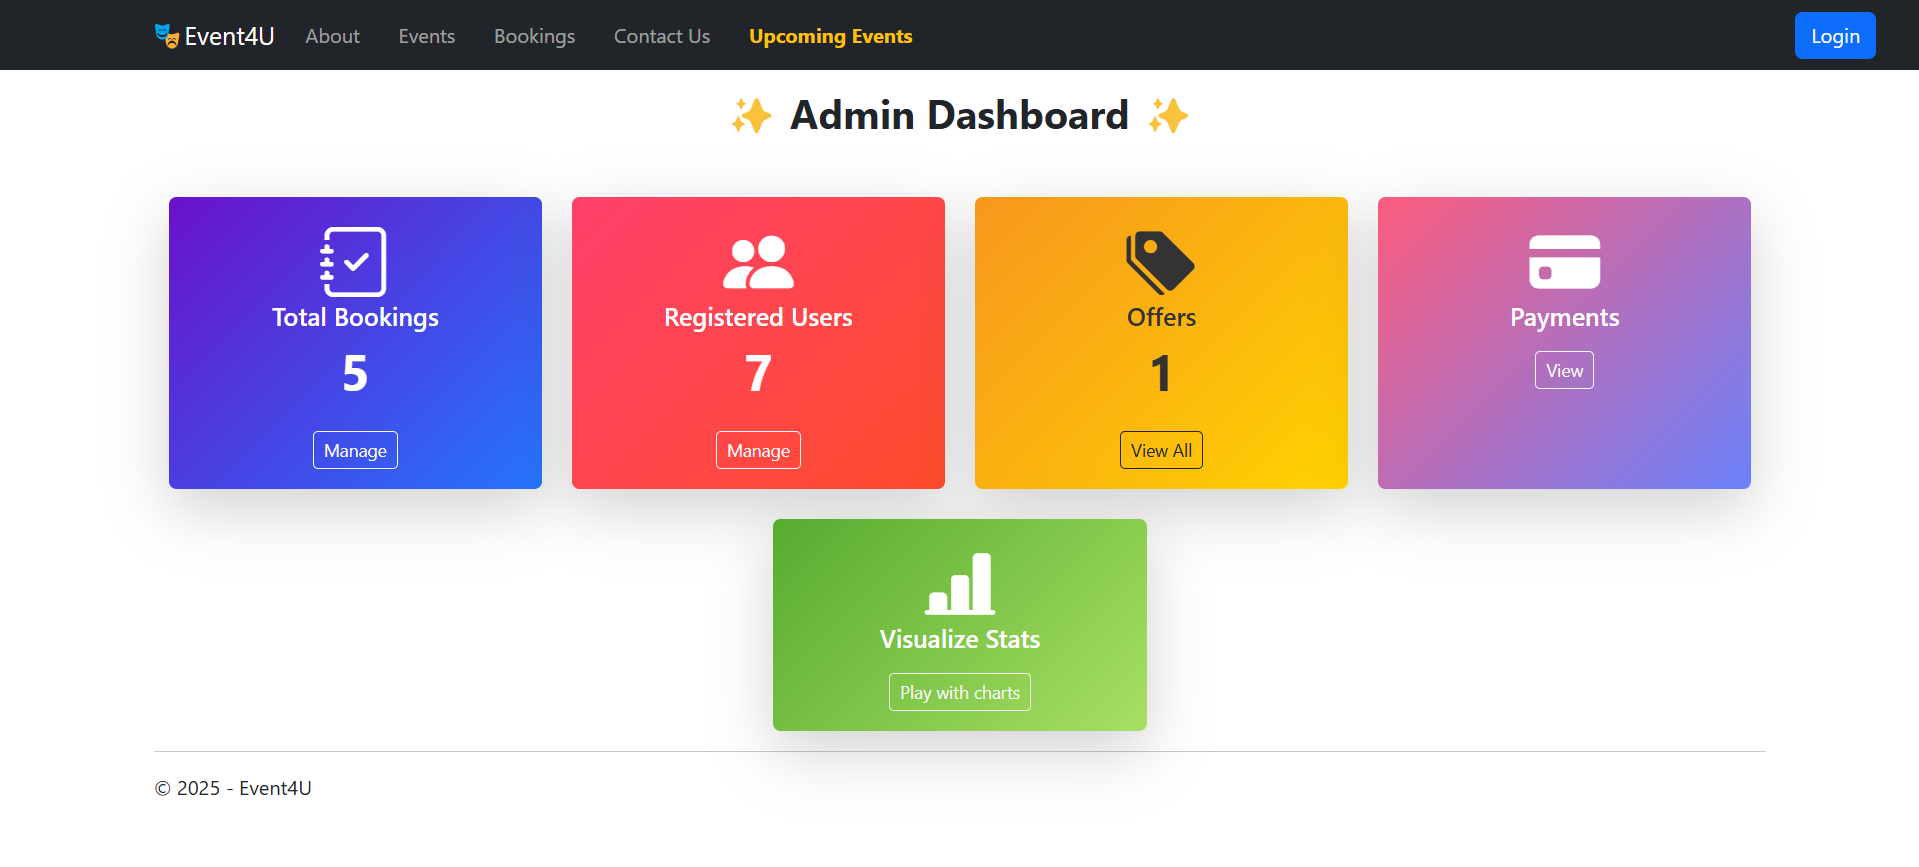 Event4U About Events Bookings Contact Us Upcoming Events Login
✨ Admin Dashboard ✨
Total Bookings
5
Manage
Registered Users
7
Manage
Offers
1
View All
Payments
View
Visualize Stats
Play with charts
© 2025 - Event4U